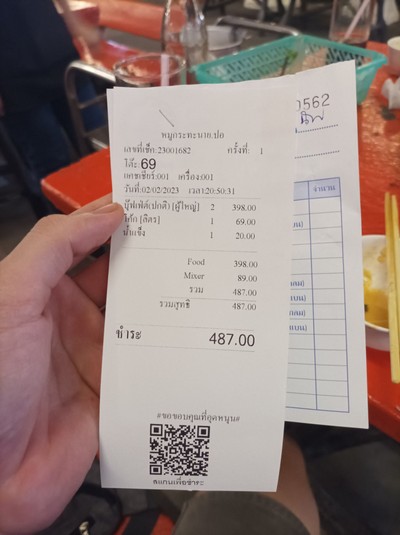 หมูกระทะนายปอ
เลขที่เช็ค:23001682 ครั้งที่: 1
โต๊ะ 69
แคชเชียร์:001 เครื่อง:001
วันที่:02/02/2023 เวลา:20:50:31
บุ๊ฟเฟ่ต์(ปกติ) [ผู้ใหญ่] 2 398.00
โค้ก [ลิตร] 1 69.00
น้ำแข็ง 1 20.00
Food 398.00
Mixer 89.00
รวม 487.00
รวมสุทธิ 487.00
ชำระ 487.00
#ขอขอบคุณที่อุดหนุน#
สแกนเพื่อชำระ
0562
จำนวน